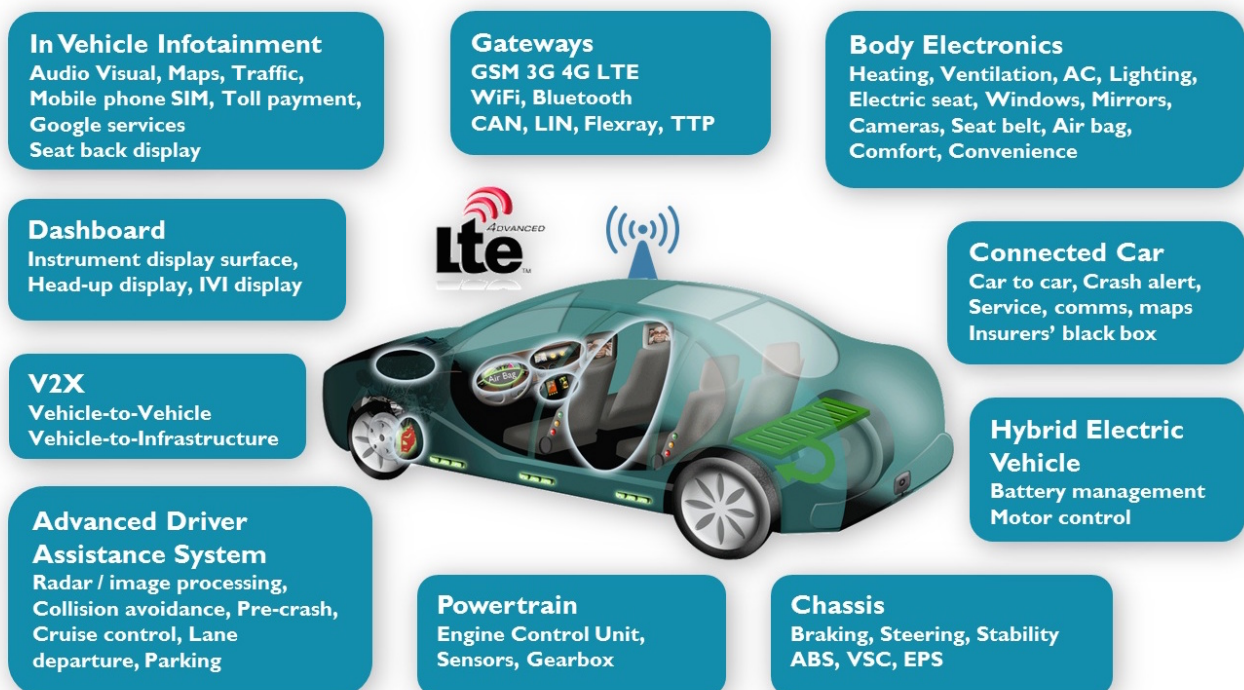 In Vehicle Infotainment
Audio Visual, Maps, Traffic,
Mobile phone SIM, Toll payment,
Google services
Seat back display
Gateways
GSM 3G 4G LTE
WiFi, Bluetooth
CAN, LIN, Flexray, TTP
Body Electronics
Heating, Ventilation, AC, Lighting,
Electric seat, Windows, Mirrors,
Cameras, Seat belt, Air bag,
Comfort, Convenience
Dashboard
Instrument display surface,
Head-up display, IVI display
4DVANCED
Lte
TM
Connected Car
Car to car, Crash alert,
Service, comms, maps
Insurers' black box
V2X
Vehicle-to-Vehicle
Vehicle-to-Infrastructure
Air Bag
Hybrid Electric
Vehicle
Battery management
Motor control
Advanced Driver
Assistance System
Radar / image processing,
Collision avoidance, Pre-crash,
Cruise control, Lane
departure, Parking
Powertrain
Engine Control Unit,
Sensors, Gearbox
Chassis
Braking, Steering, Stability
ABS, VSC, EPS